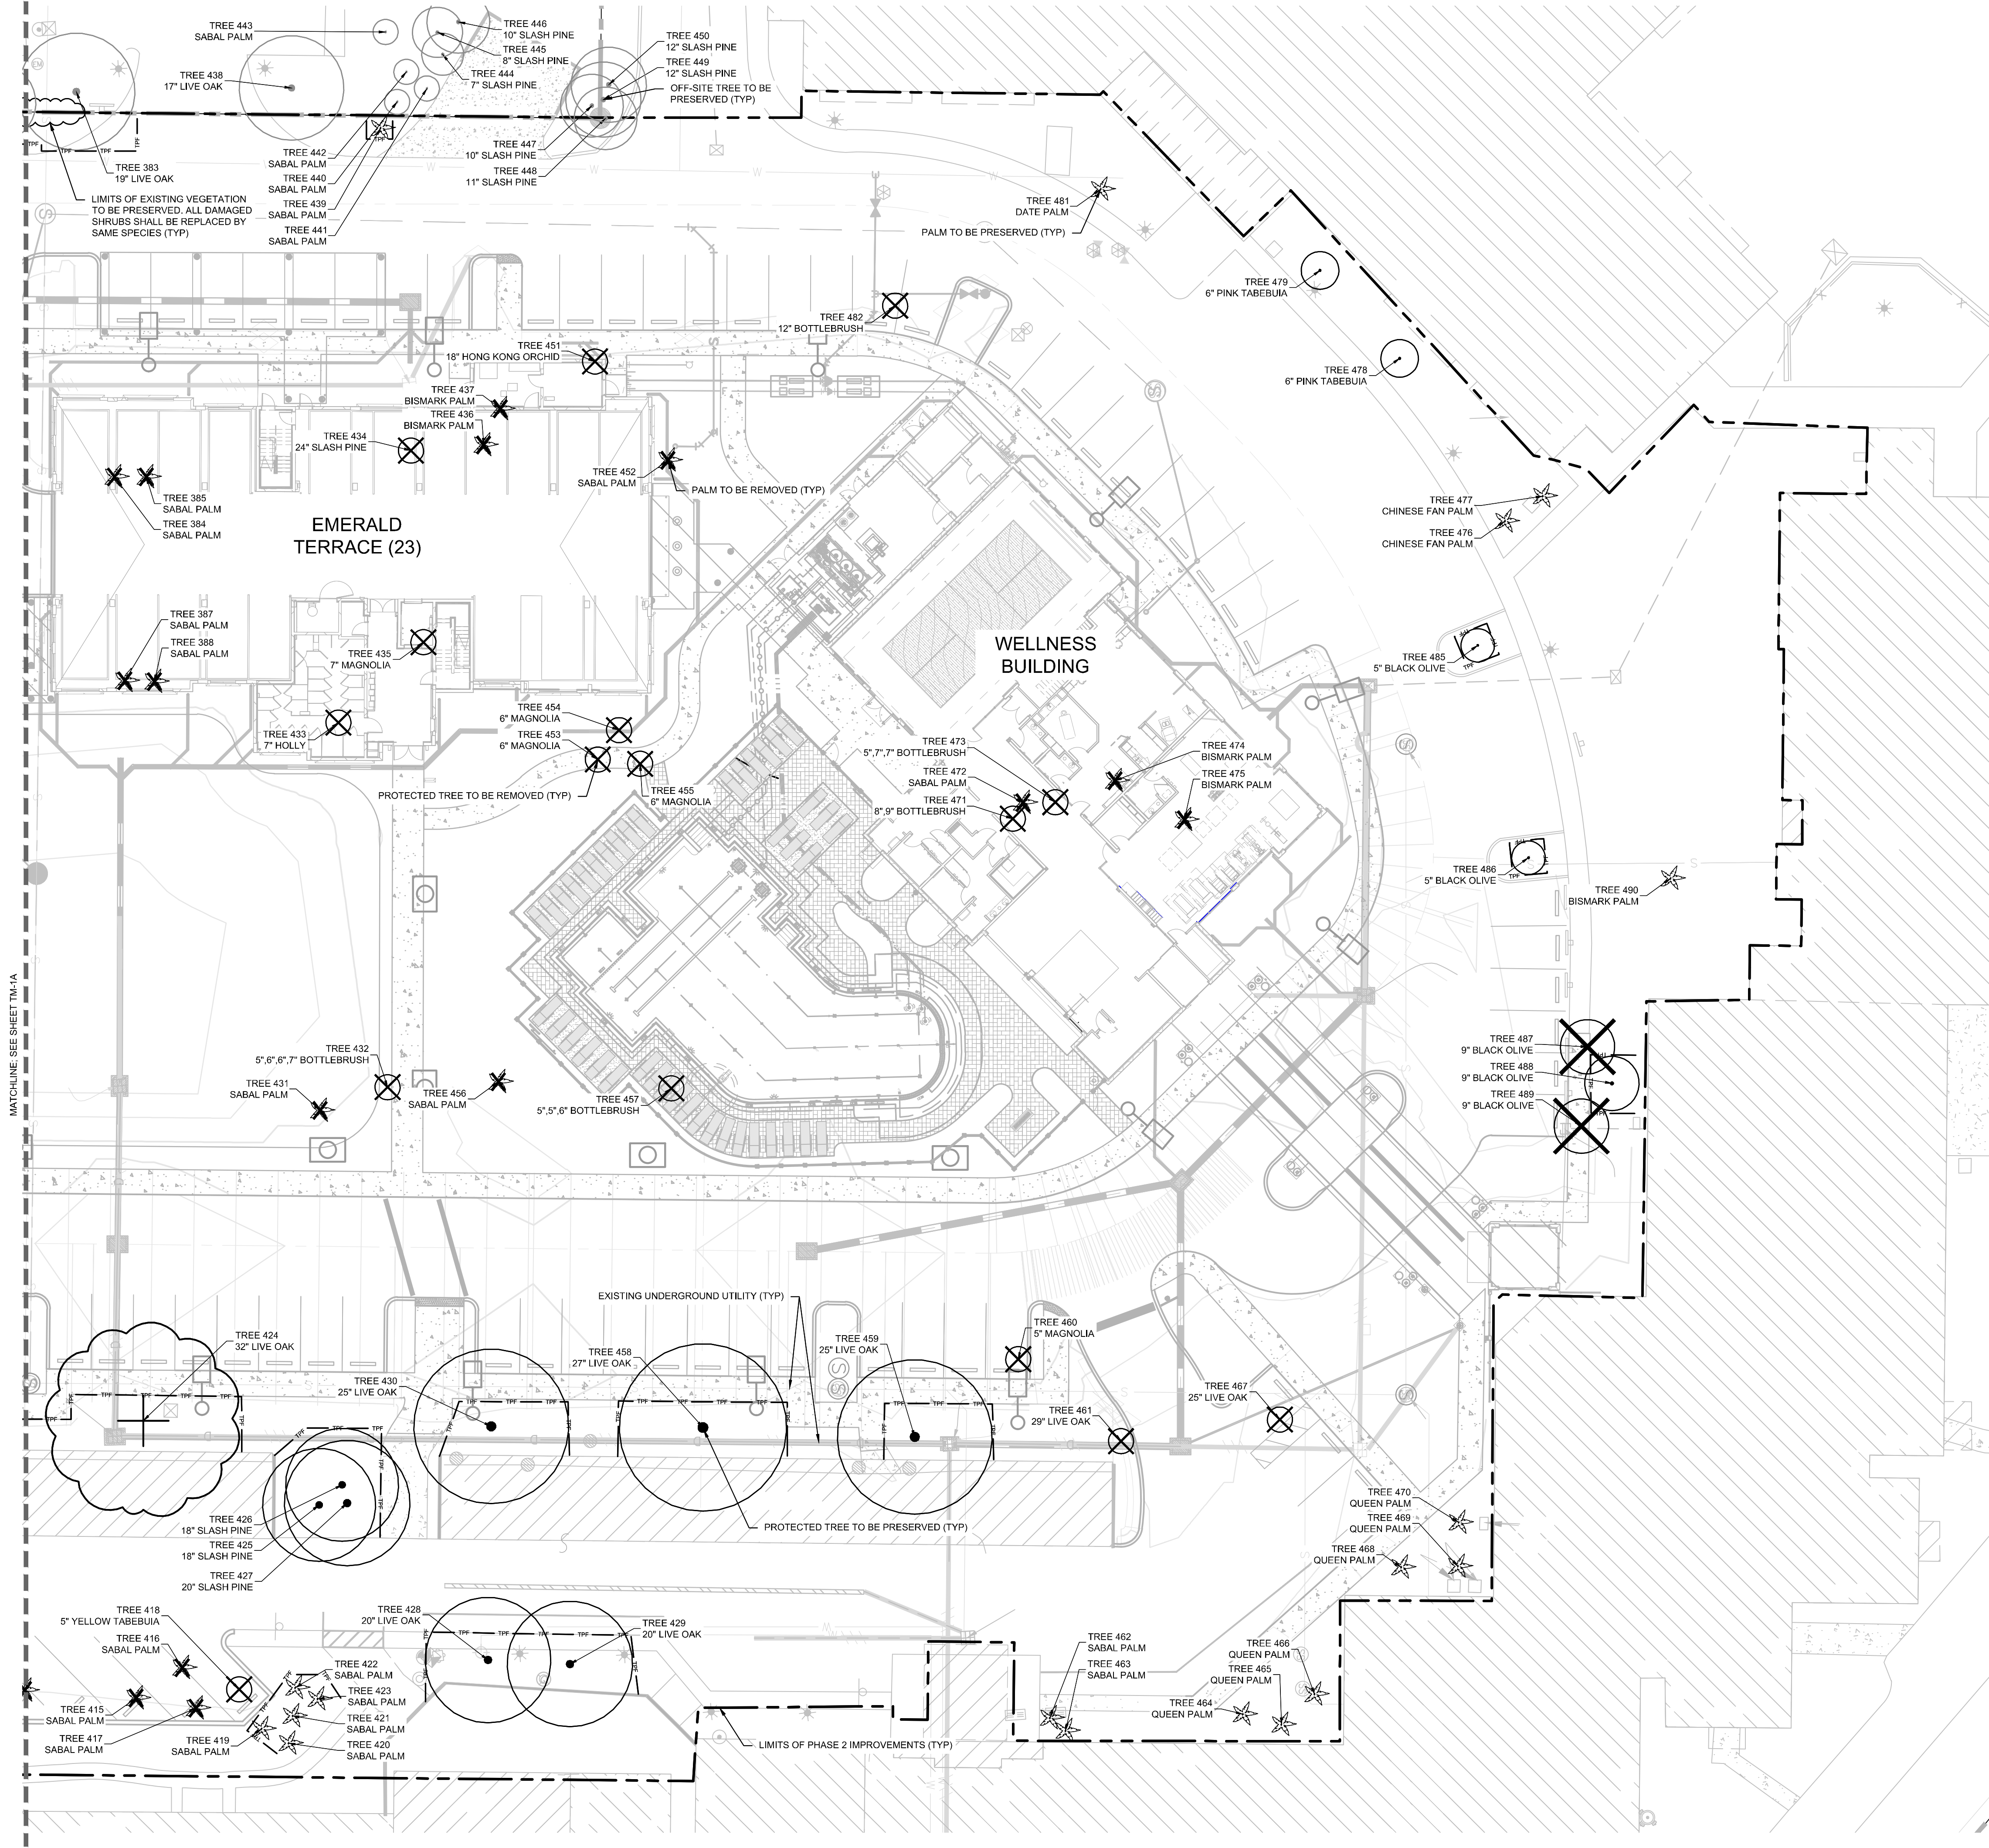 TREE 443
SABAL PALM
TREE 446
10" SLASH PINE
TREE 445
8" SLASH PINE
TREE 444
7" SLASH PINE
TREE 450
12" SLASH PINE
TREE 449
12" SLASH PINE
OFF-SITE TREE TO BE
PRESERVED (TYP)
TREE 438
17" LIVE OAK
TREE 447
10" SLASH PINE
TREE 448
11" SLASH PINE
TREE 383
19" LIVE OAK
TREE 442
SABAL PALM
TREE 440
SABAL PALM
TREE 439
SABAL PALM
TREE 441
SABAL PALM
LIMITS OF EXISTING VEGETATION
TO BE PRESERVED. ALL DAMAGED
SHRUBS SHALL BE REPLACED BY
SAME SPECIES (TYP)
TREE 481
DATE PALM
PALM TO BE PRESERVED (TYP)
TREE 479
6" PINK TABEBUIA
TREE 482
12" BOTTLEBRUSH
TREE 451
18" HONG KONG ORCHID
TREE 478
6" PINK TABEBUIA
TREE 437
BISMARK PALM
TREE 436
BISMARK PALM
TREE 434
24" SLASH PINE
TREE 452
SABAL PALM
PALM TO BE REMOVED (TYP)
TREE 385
SABAL PALM
TREE 384
SABAL PALM
TREE 477
CHINESE FAN PALM
TREE 476
CHINESE FAN PALM
EMERALD
TERRACE (23)
TREE 387
SABAL PALM
TREE 388
SABAL PALM
TREE 435
7" MAGNOLIA
WELLNESS
BUILDING
TREE 485
5" BLACK OLIVE
TREE 433
7" HOLLY
TREE 454
6" MAGNOLIA
TREE 453
6" MAGNOLIA
TREE 455
6" MAGNOLIA
PROTECTED TREE TO BE REMOVED (TYP)
TREE 473
5",7",7" BOTTLEBRUSH
TREE 472
SABAL PALM
TREE 471
8",9" BOTTLEBRUSH
TREE 474
BISMARK PALM
TREE 475
BISMARK PALM
TREE 486
5" BLACK OLIVE
TREE 490
BISMARK PALM
MATCHLINE: SEE SHEET TM-1A
TREE 432
5",6",6",7" BOTTLEBRUSH
TREE 431
SABAL PALM
TREE 456
SABAL PALM
TREE 457
5",5",6" BOTTLEBRUSH
TREE 487
9" BLACK OLIVE
TREE 488
9" BLACK OLIVE
TREE 489
9" BLACK OLIVE
EXISTING UNDERGROUND UTILITY (TYP)
TREE 424
32" LIVE OAK
TREE 430
25" LIVE OAK
TREE 458
27" LIVE OAK
TREE 459
25" LIVE OAK
TREE 460
5" MAGNOLIA
TREE 461
29" LIVE OAK
TREE 467
25" LIVE OAK
TREE 426
18" SLASH PINE
TREE 425
18" SLASH PINE
TREE 427
20" SLASH PINE
PROTECTED TREE TO BE PRESERVED (TYP)
TREE 470
QUEEN PALM
TREE 469
QUEEN PALM
TREE 468
QUEEN PALM
TREE 418
5" YELLOW TABEBUIA
TREE 416
SABAL PALM
TREE 415
SABAL PALM
TREE 417
SABAL PALM
TREE 419
SABAL PALM
TREE 422
SABAL PALM
TREE 423
SABAL PALM
TREE 421
SABAL PALM
TREE 420
SABAL PALM
TREE 428
20" LIVE OAK
TREE 429
20" LIVE OAK
TREE 462
SABAL PALM
TREE 463
SABAL PALM
TREE 466
QUEEN PALM
TREE 465
QUEEN PALM
TREE 464
QUEEN PALM
LIMITS OF PHASE 2 IMPROVEMENTS (TYP)